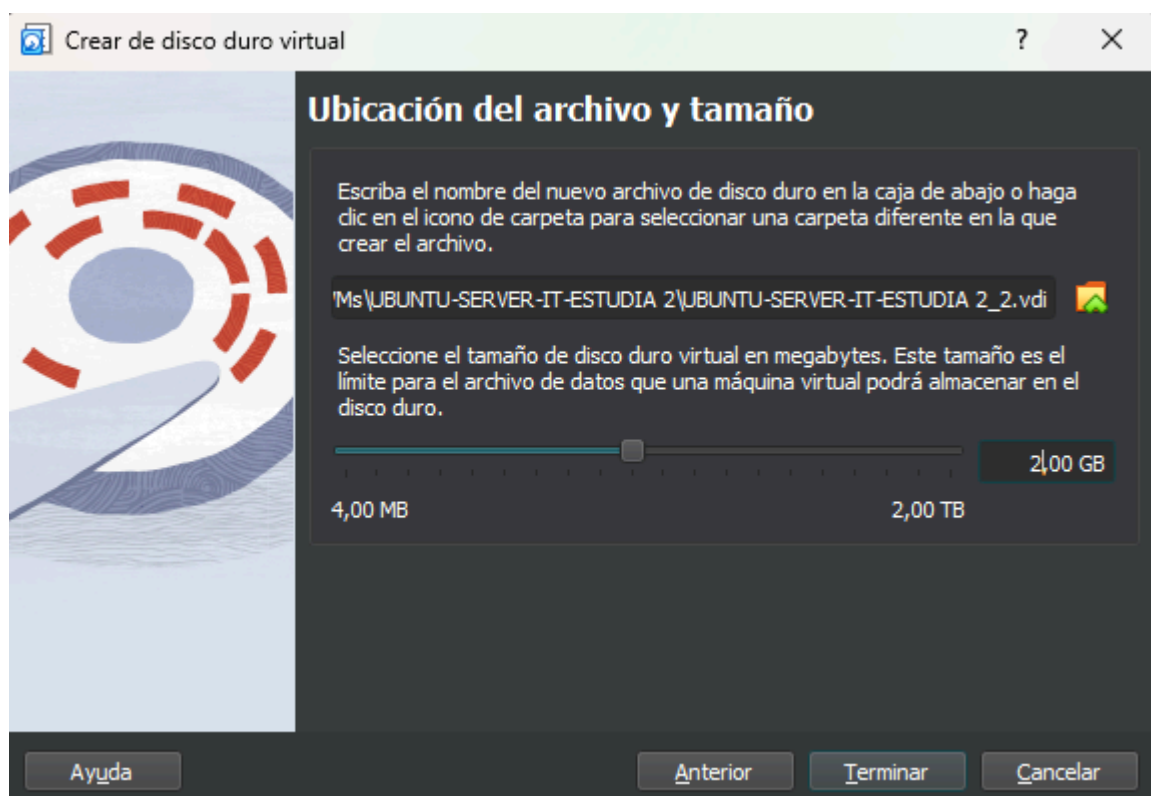 Crear de disco duro virtual
?
Ubicación del archivo y tamaño
Escriba el nombre del nuevo archivo de disco duro en la caja de abajo o haga
clic en el icono de carpeta para seleccionar una carpeta diferente en la que
crear el archivo.
'Ms\UBUNTU-SERVER-IT-ESTUDIA 2\UBUNTU-SERVER-IT-ESTUDIA 2_2.vdi
Seleccione el tamaño de disco duro virtual en megabytes. Este tamaño es el
límite para el archivo de datos que una máquina virtual podrá almacenar en el
disco duro.
2,00 GB
4,00 MB 2,00 TB
Ayuda Anterior Terminar Cancelar